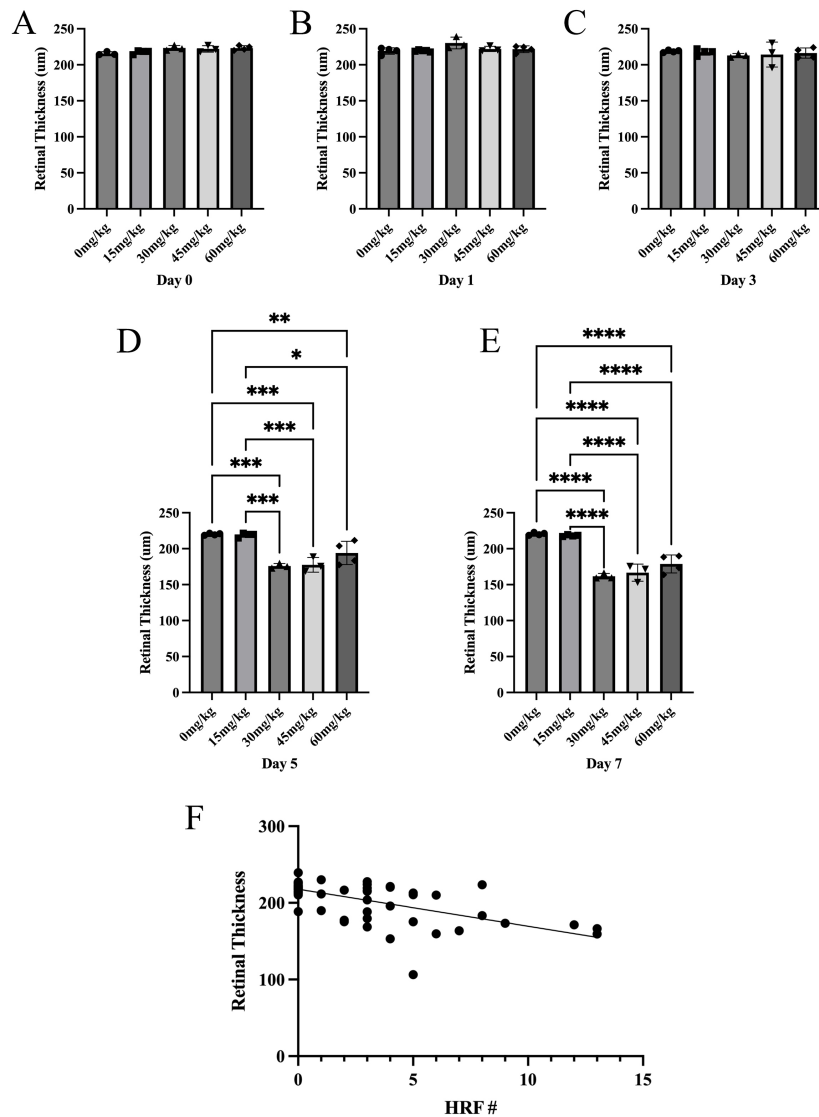 A
Retinal Thickness (um)
250
200
150
100
50
0
0mg/kg
15mg/kg
30mg/kg
45mg/kg
60mg/kg
Day 0
B
Retinal Thickness (um)
250
200
150
100
50
0
0mg/kg
15mg/kg
30mg/kg
45mg/kg
60mg/kg
Day 1
C
Retinal Thickness (um)
250
200
150
100
50
0
0mg/kg
15mg/kg
30mg/kg
45mg/kg
60mg/kg
Day 3
D
**
*
***
***
***
***
Retinal Thickness (um)
250
200
150
100
50
0
0mg/kg
15mg/kg
30mg/kg
45mg/kg
60mg/kg
Day 5
E
****
****
****
****
****
****
Retinal Thickness (um)
250
200
150
100
50
0
0mg/kg
15mg/kg
30mg/kg
45mg/kg
60mg/kg
Day 7
F
Retinal Thickness
300
200
100
0
0
5
10
15
HRF #